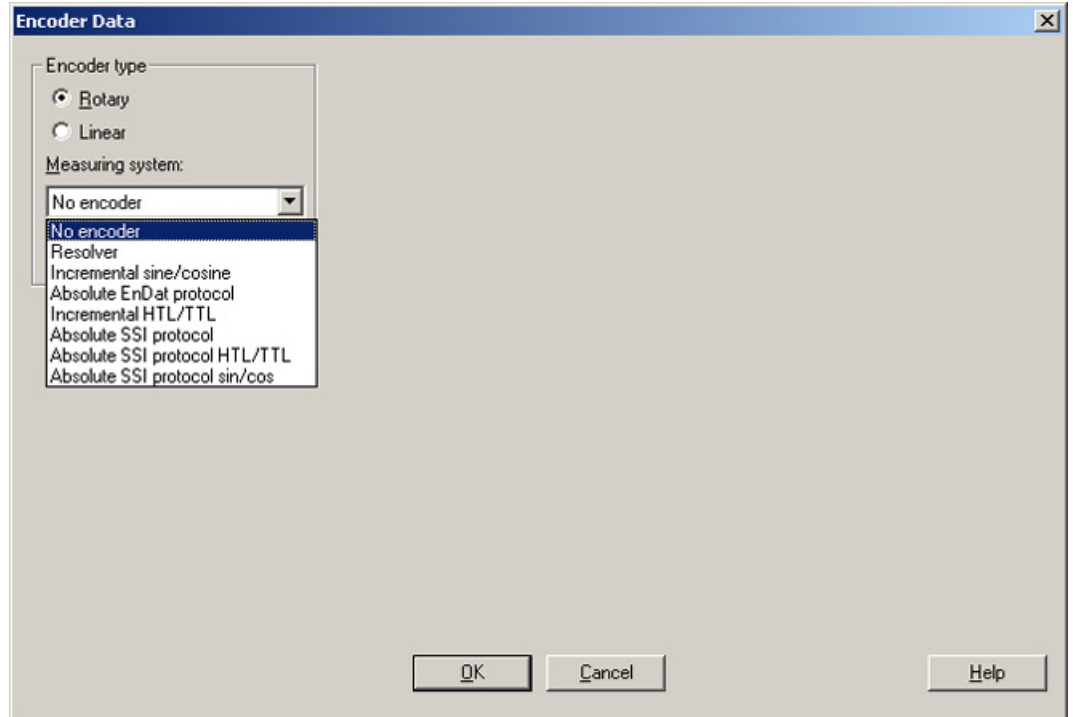 Encoder Data
Encoder type
Rotary
Linear
Measuring system:
No encoder
No encoder
Resolver
Incremental sine/cosine
Absolute EnDat protocol
Incremental HTL/TTL
Absolute SSI protocol
Absolute SSI protocol HTL/TTL
Absolute SSI protocol sin/cos
OK
Cancel
Help